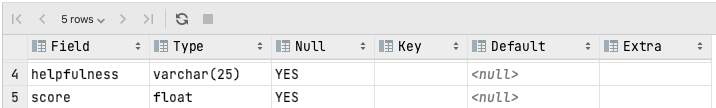 5 rows
Field Type Null Key Default Extra
4 helpfulness varchar(25) YES <null>
5 score float YES <null>